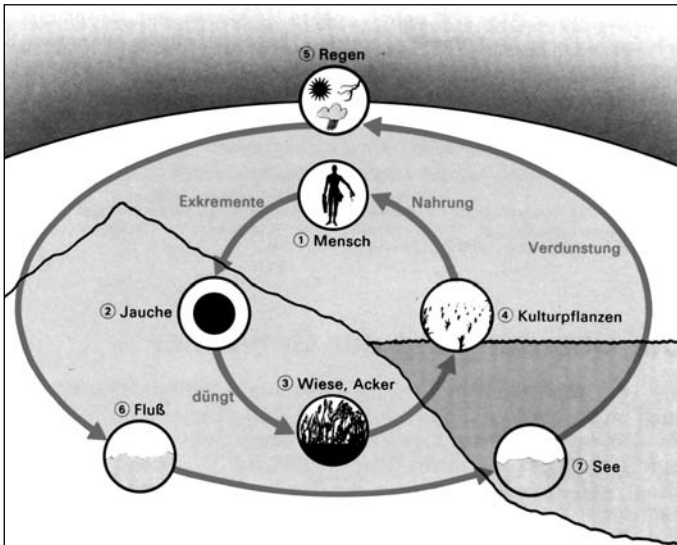 ⑤ Regen
Exkremente
Nahrung
① Mensch
Verdunstung
② Jauche
④ Kulturpflanzen
③ Wiese, Acker
düngt
⑥ Fluß
⑦ See